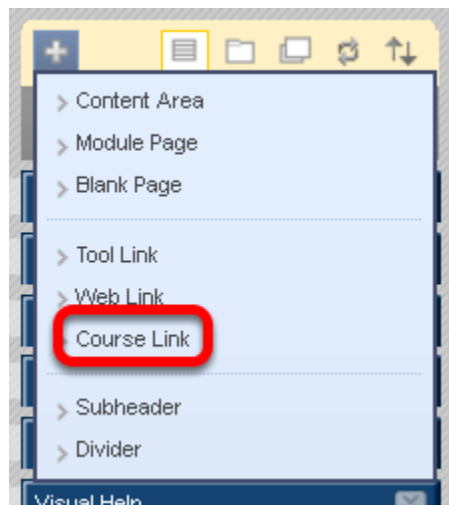 Content Area
Module Page
Blank Page
Tool Link
Web Link
Course Link
Subheader
Divider
Visual Help